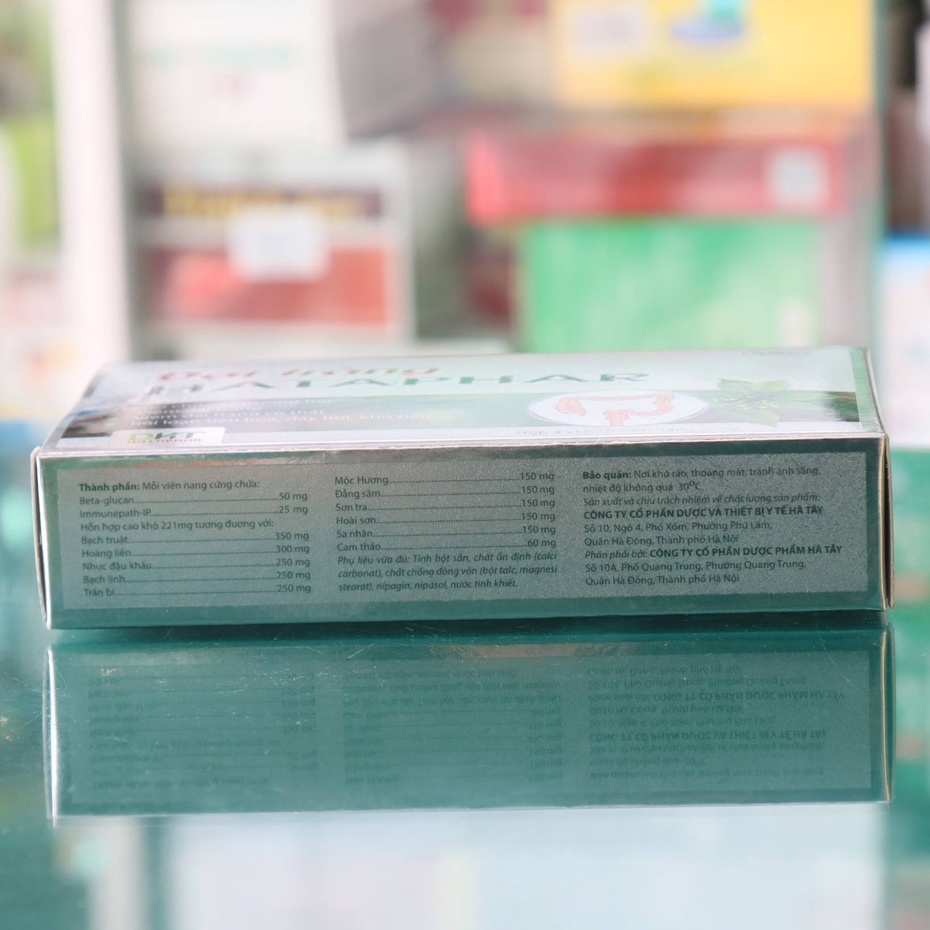 Đại tràng
HATAPHAR
DHT
Thành phần: Mỗi viên nang cứng chứa:
Beta-glucan 50 mg
Immunepath-IP 25 mg
Hỗn hợp cao khô 221mg tương đương với:
Bạch truật 350 mg
Hoàng liên 300 mg
Nhục đậu khấu 250 mg
Bạch linh 250 mg
Trần bì 250 mg
Mộc Hương 150 mg
Đảng sâm 150 mg
Sơn tra 150 mg
Hoài sơn 150 mg
Sa nhân 150 mg
Cam thảo 60 mg
Phụ liệu vừa đủ: Tinh bột sắn, chất ổn định (calci
carbonat), chất chống đông vón (bột talc, magnesi
stearat), nipagin, nipasol, nước tinh khiết.
Bảo quản: Nơi khô ráo, thoáng mát, tránh ánh sáng,
nhiệt độ không quá 30⁰C
Sản xuất và chịu trách nhiệm về chất lượng sản phẩm:
CÔNG TY CỔ PHẦN DƯỢC VÀ THIẾT BỊ Y TẾ HÀ TÂY
Số 10, Ngõ 4, Phố Xốm, Phường Phú Lãm,
Quận Hà Đông, Thành phố Hà Nội
Phân phối bởi: CÔNG TY CỔ PHẦN DƯỢC PHẨM HÀ TÂY
Số 10A, Phố Quang Trung, Phường Quang Trung,
Quận Hà Đông, Thành phố Hà Nội